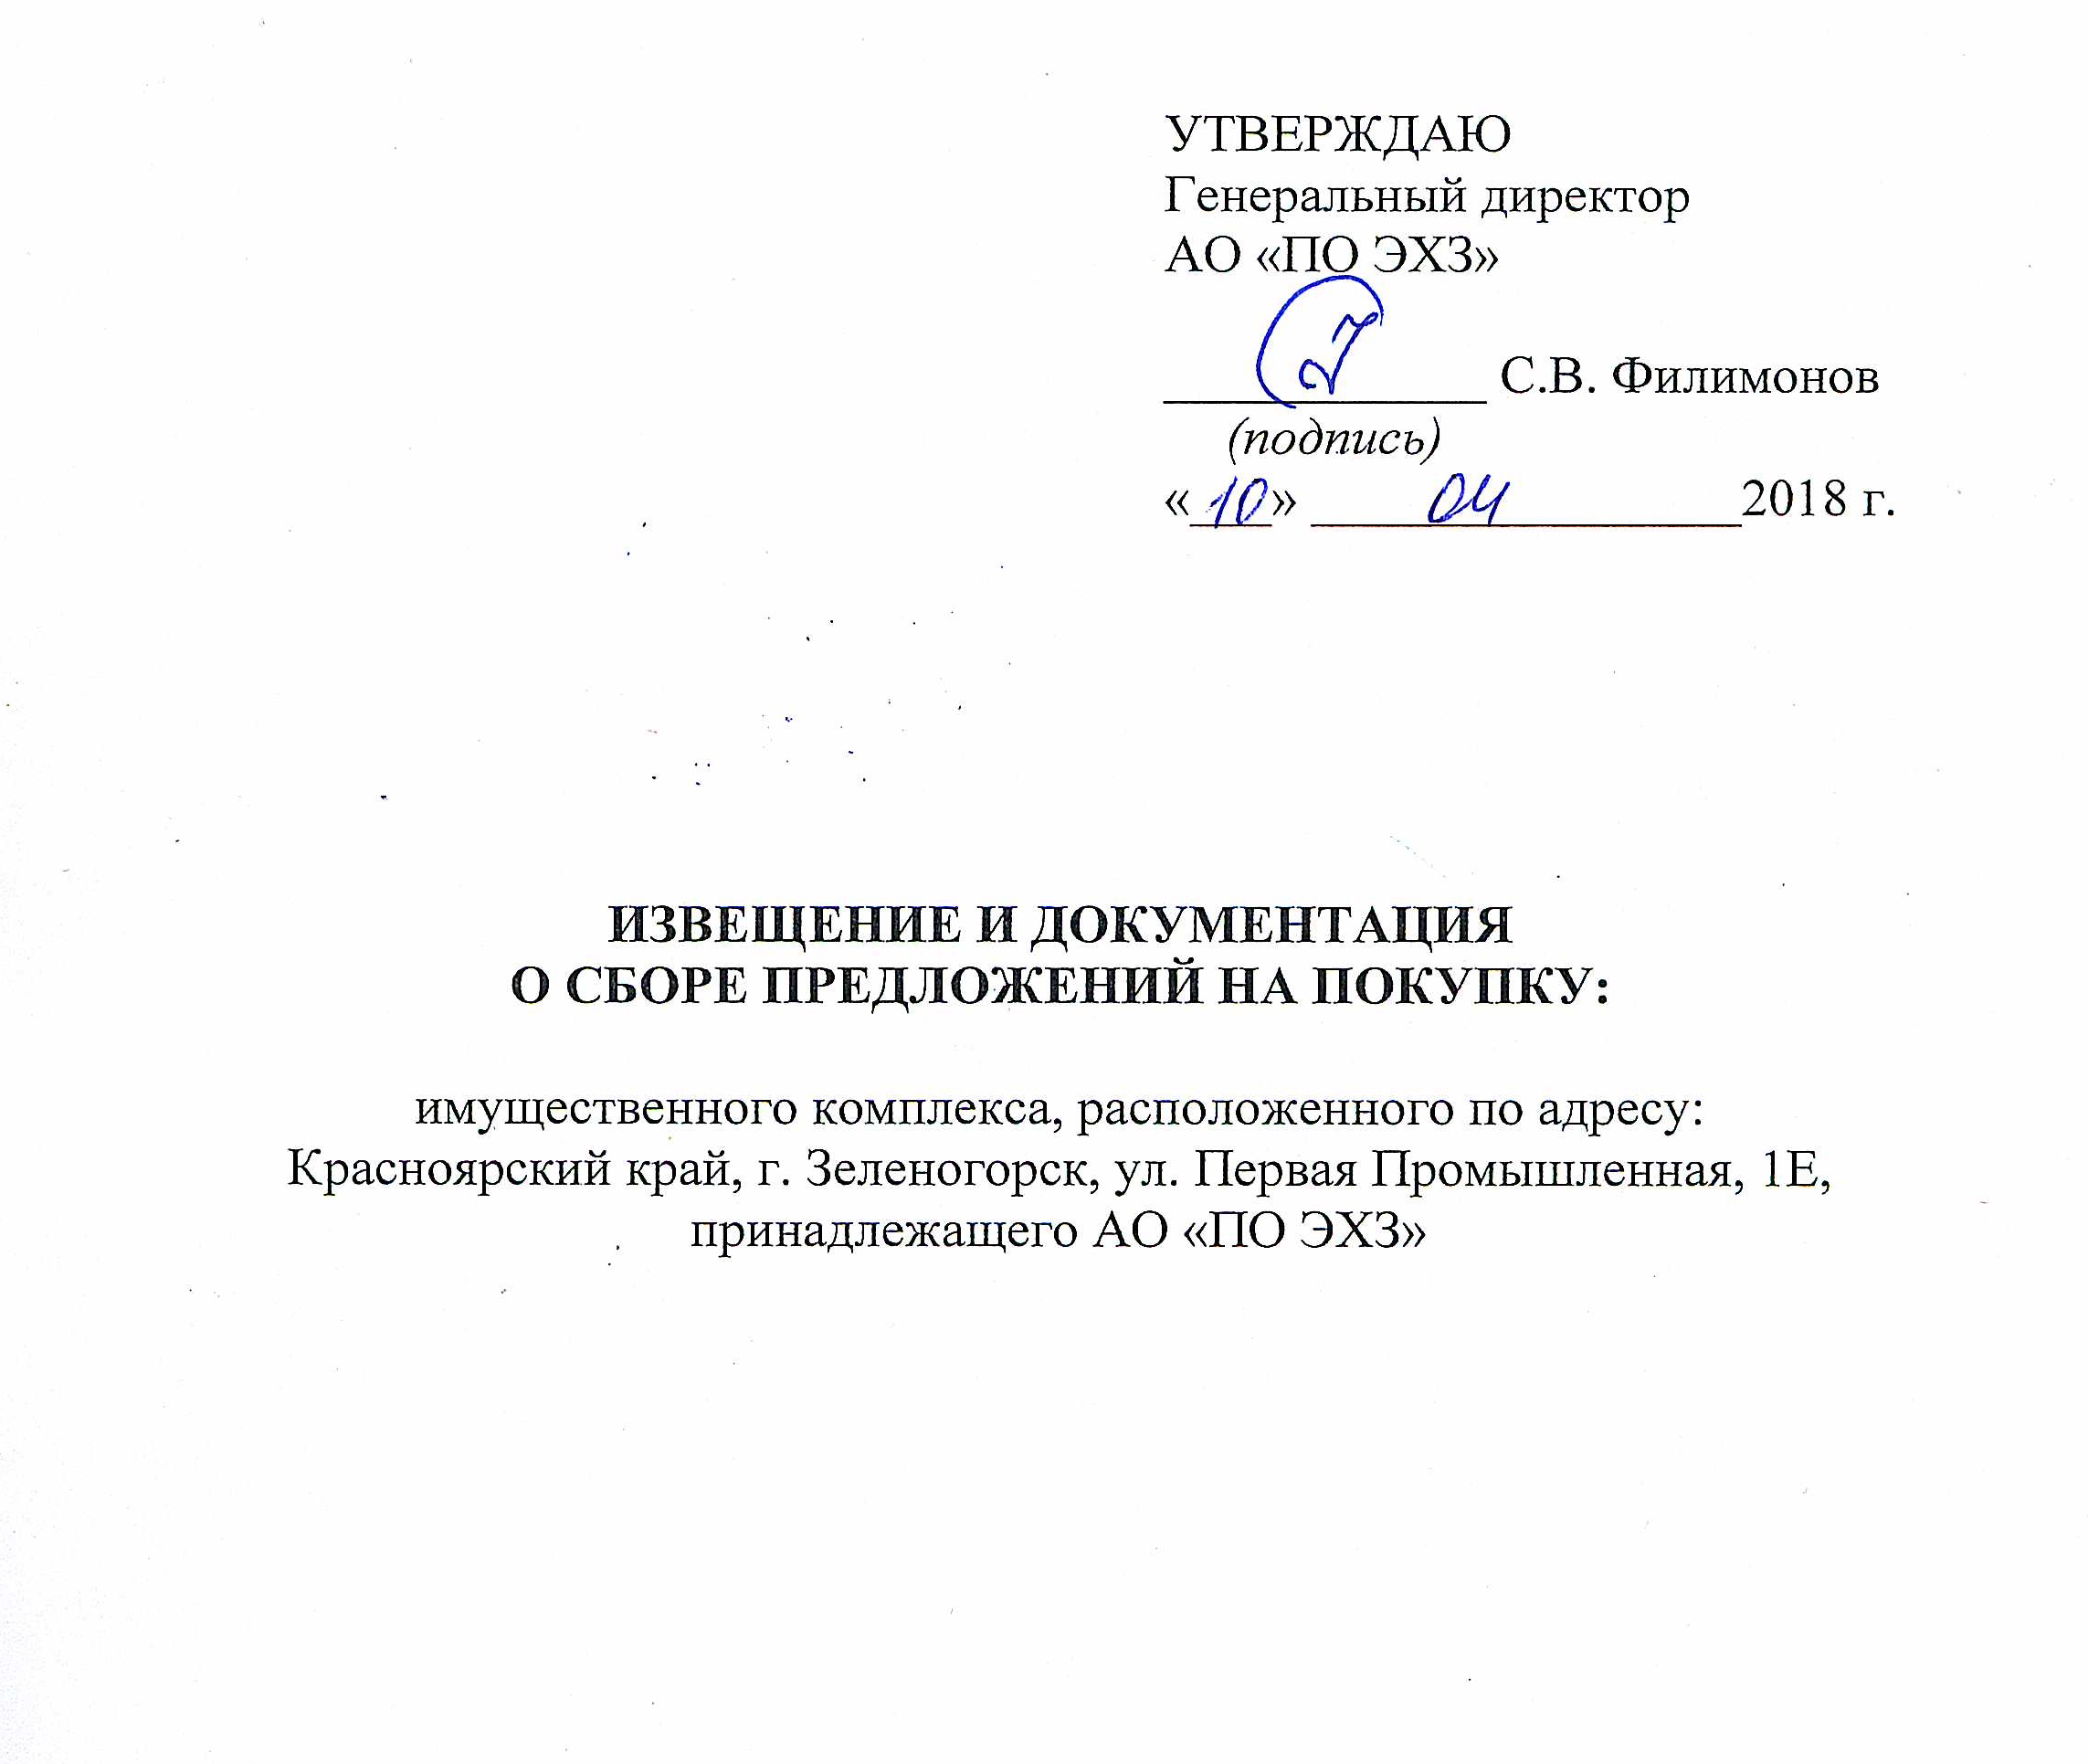 УТВЕРЖДАЮ
Генеральный директор
АО «ПО ЭХЗ»
____________ С.В. Филимонов
(подпись)
«10» 04 2018 г.
ИЗВЕЩЕНИЕ И ДОКУМЕНТАЦИЯ
О СБОРЕ ПРЕДЛОЖЕНИЙ НА ПОКУПКУ:
имущественного комплекса, расположенного по адресу:
Красноярский край, г. Зеленогорск, ул. Первая Промышленная, 1Е,
принадлежащего АО «ПО ЭХЗ»